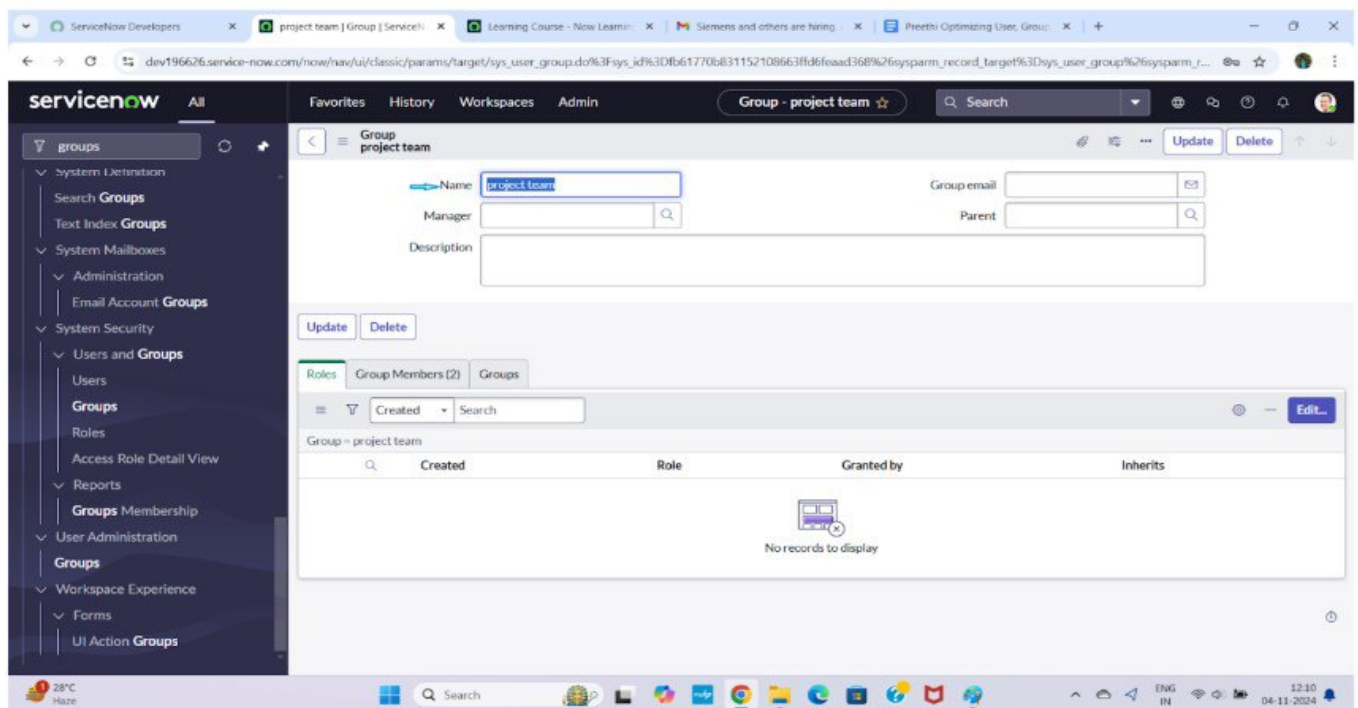 ServiceNow Developers
project team | Group | ServiceN
Learning Course - Now Learning
Siemens and others are hiring
Preethi Optimizing User, Group
dev196626.service-now.com/now/nav/ui/classic/params/target/sys_user_group.do%3Fsys_id%3Dfb61770b831152108663ffd6feaad368%26sysparm_record_target%3Dsys_user_group%26sysparm_r...
servicenow All Favorites History Workspaces Admin Group - project team Search
groups
Group
project team
Update Delete
System Definition
Search Groups
Text Index Groups
System Mailboxes
Administration
Email Account Groups
System Security
Users and Groups
Users
Groups
Roles
Access Role Detail View
Reports
Groups Membership
User Administration
Groups
Workspace Experience
Forms
UI Action Groups
Name project team
Group email
Manager
Parent
Description
Update Delete
Roles Group Members (2) Groups
Created Search Edit...
Group = project team
Created Role Granted by Inherits
No records to display
1
28°C
Haze
Search
ENG
IN
12:10
04-11-2024